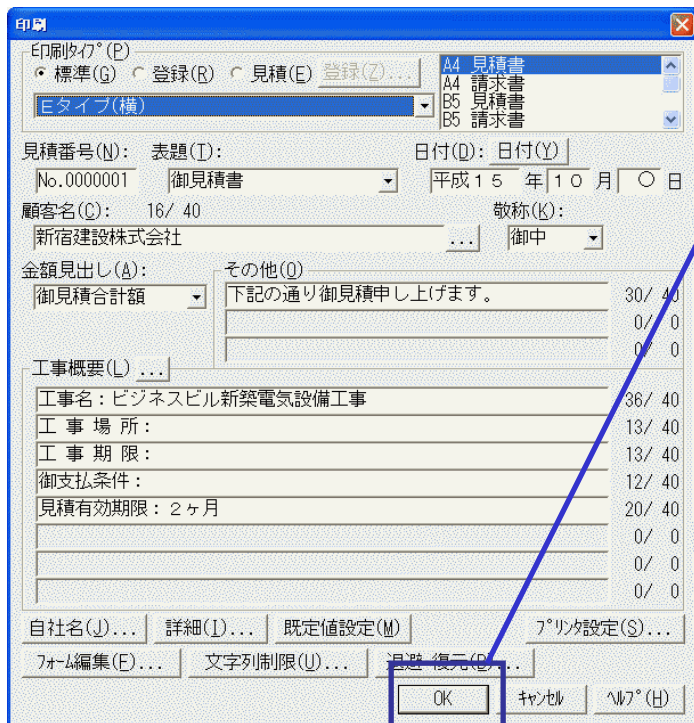 印刷
印刷ﾀｲﾌﾟ(P)
標準(G) 登録(R) 見積(E) 登録(Z)...
Eタイプ(横)
A4 見積書
A4 請求書
B5 見積書
B5 請求書
見積番号(N): 表題(T): 日付(D): 日付(Y)
No.0000001 御見積書 平成１５ 年 １０ 月 ○ 日
顧客名(C): 16/ 40 敬称(K):
新宿建設株式会社 ... 御中
金額見出し(A): その他(O)
御見積合計額 下記の通り御見積申し上げます。 30/ 40
0/ 0
0/ 0
工事概要(L) ...
工事名：ビジネスビル新築電気設備工事 36/ 40
工 事 場 所： 13/ 40
工 事 期 限： 13/ 40
御支払条件： 12/ 40
見積有効期限：２ヶ月 20/ 40
0/ 0
0/ 0
0/ 0
自社名(J)... 詳細(I)... 既定値設定(M) ﾌﾟﾘﾝﾀ設定(S)...
ﾌｫｰﾑ編集(F)... 文字列制限(U)... 退避・復元(B)...
OK ｷｬﾝｾﾙ ﾍﾙﾌﾟ(H)